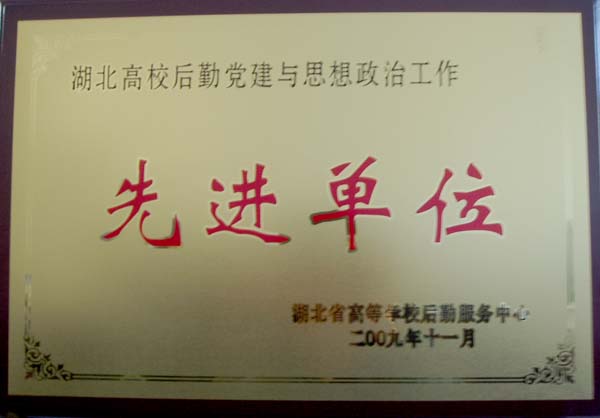 湖北高校后勤党建与思想政治工作
先进单位
湖北省高等学校后勤服务中心
二00九年十一月